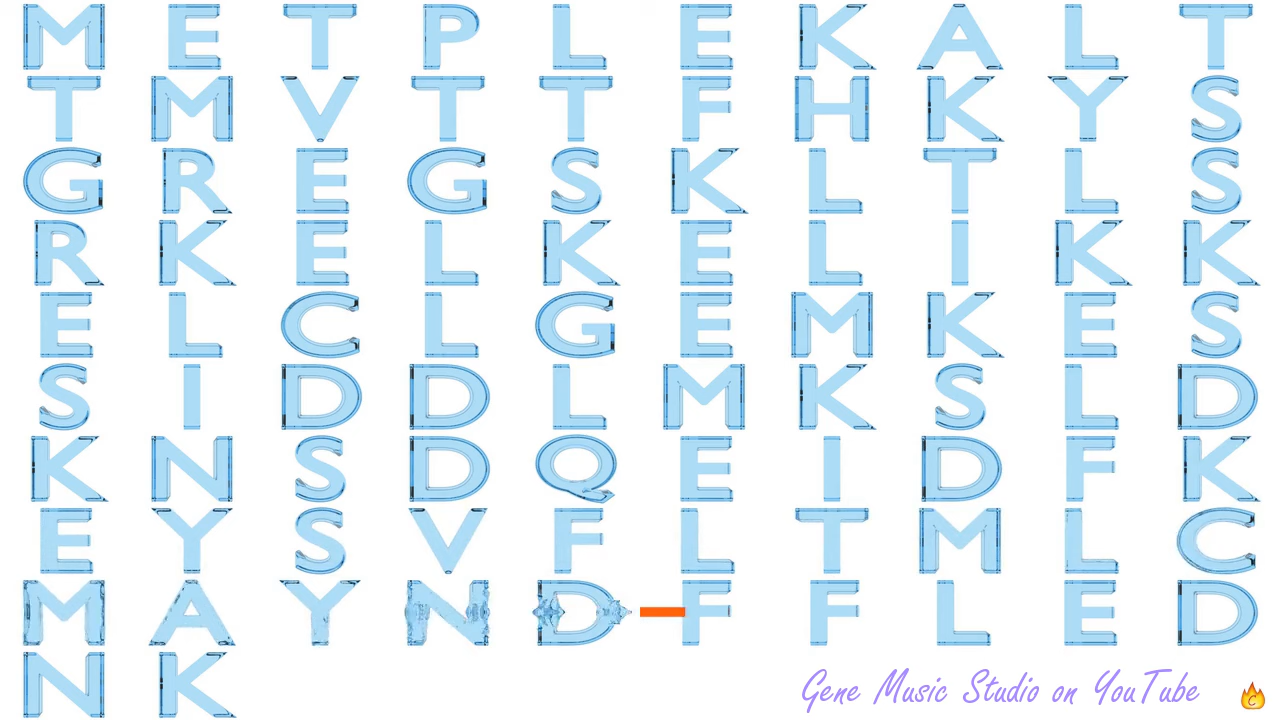 M E T P L E K A L T
T M V T T F H K Y S
G R E G S K L T L S
R K E L K E L I K K
E L C L G E M K E S
S I D D L M K S L D
K N S D Q E I D F K
E Y S V F L T M L C
M A Y N D F F L E D
N K
Gene Music Studio on YouTube
C